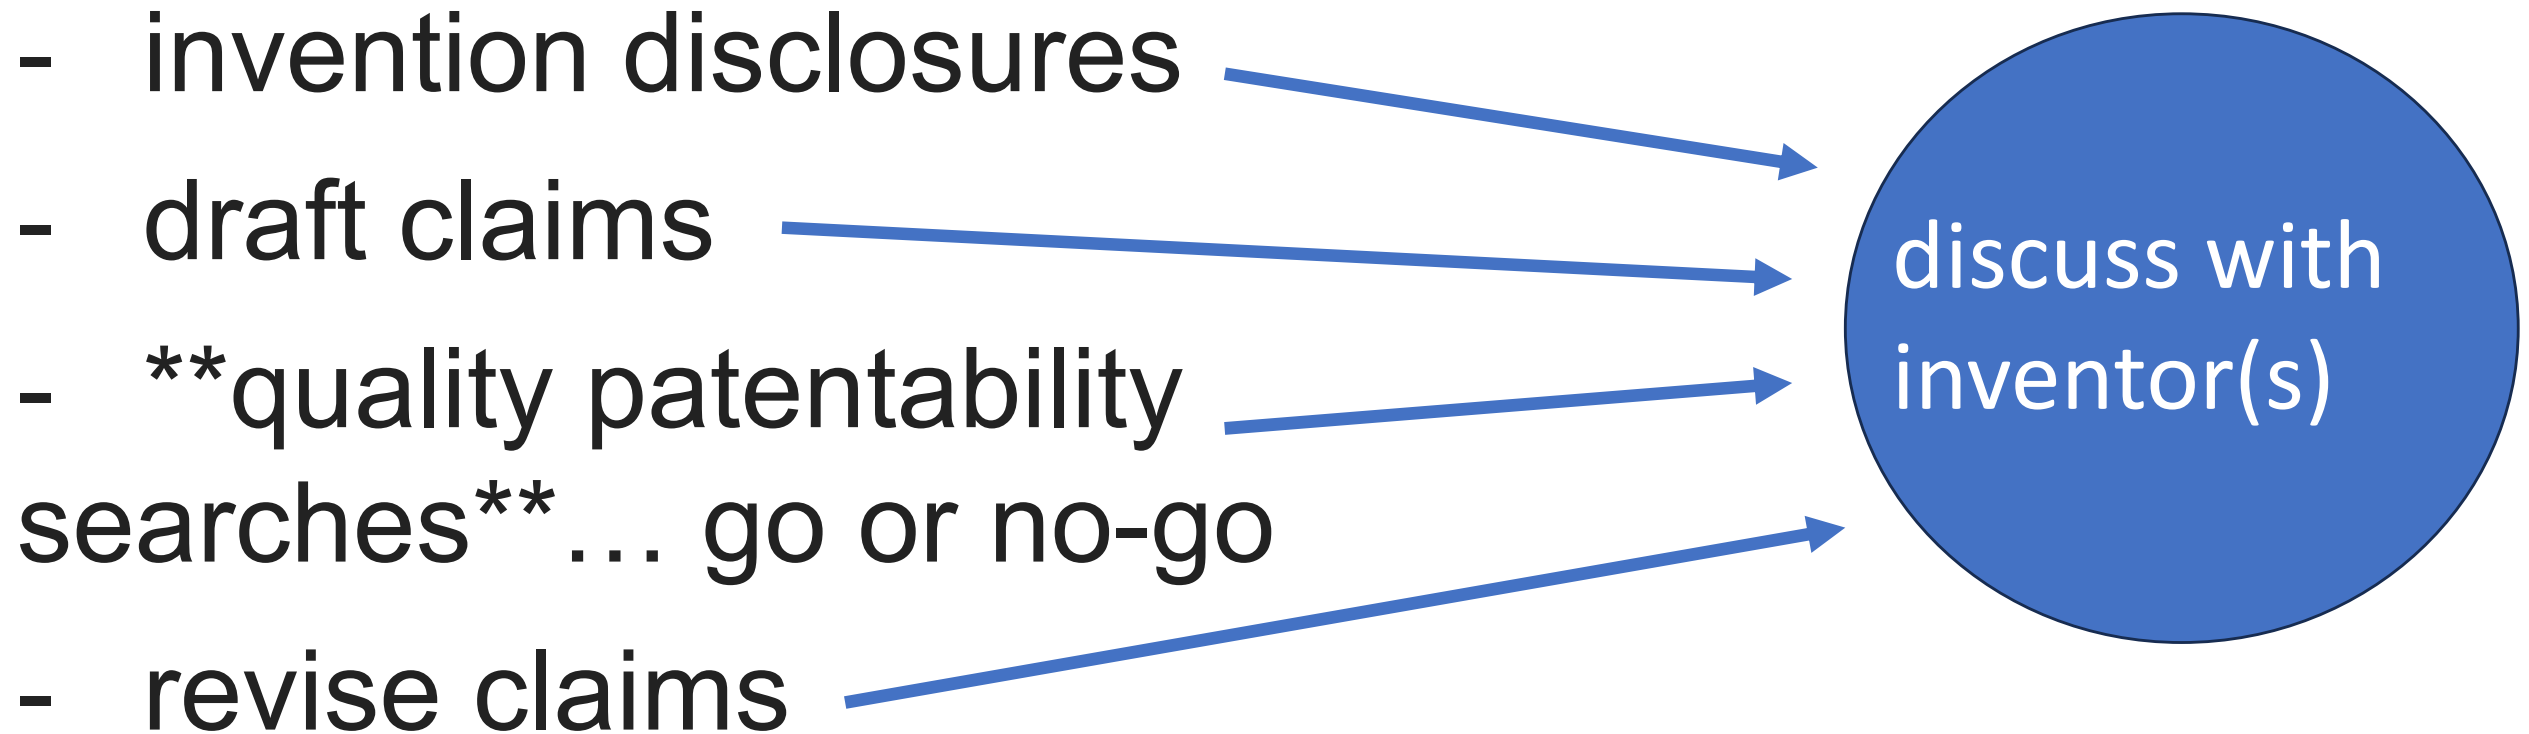 - invention disclosures
- draft claims
- **quality patentability
searches**… go or no-go
- revise claims
discuss with
inventor(s)